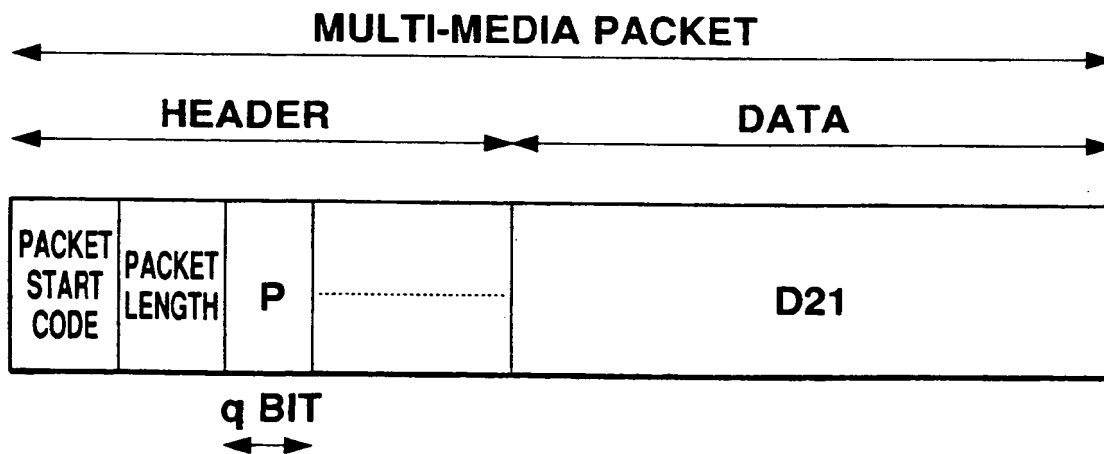 MULTI-MEDIA PACKET
HEADER
DATA
PACKET
START
CODE
PACKET
LENGTH
P
D21
q BIT